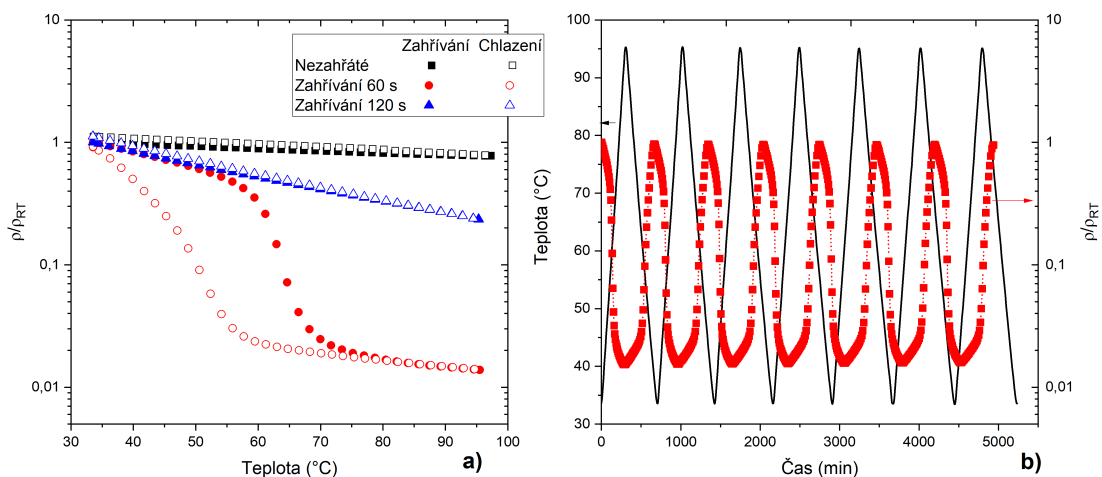 10
1
0,1
0,01
ρ/ρRT
Zahřívání Chlazení
Nezahřáté
Zahřívání 60 s
Zahřívání 120 s
30 40 50 60 70 80 90 100
Teplota (°C)
a)
100
90
80
70
60
50
40
30
Teplota (°C)
0 1000 2000 3000 4000 5000
Čas (min)
b)
10
1
0,1
0,01
ρ/ρRT